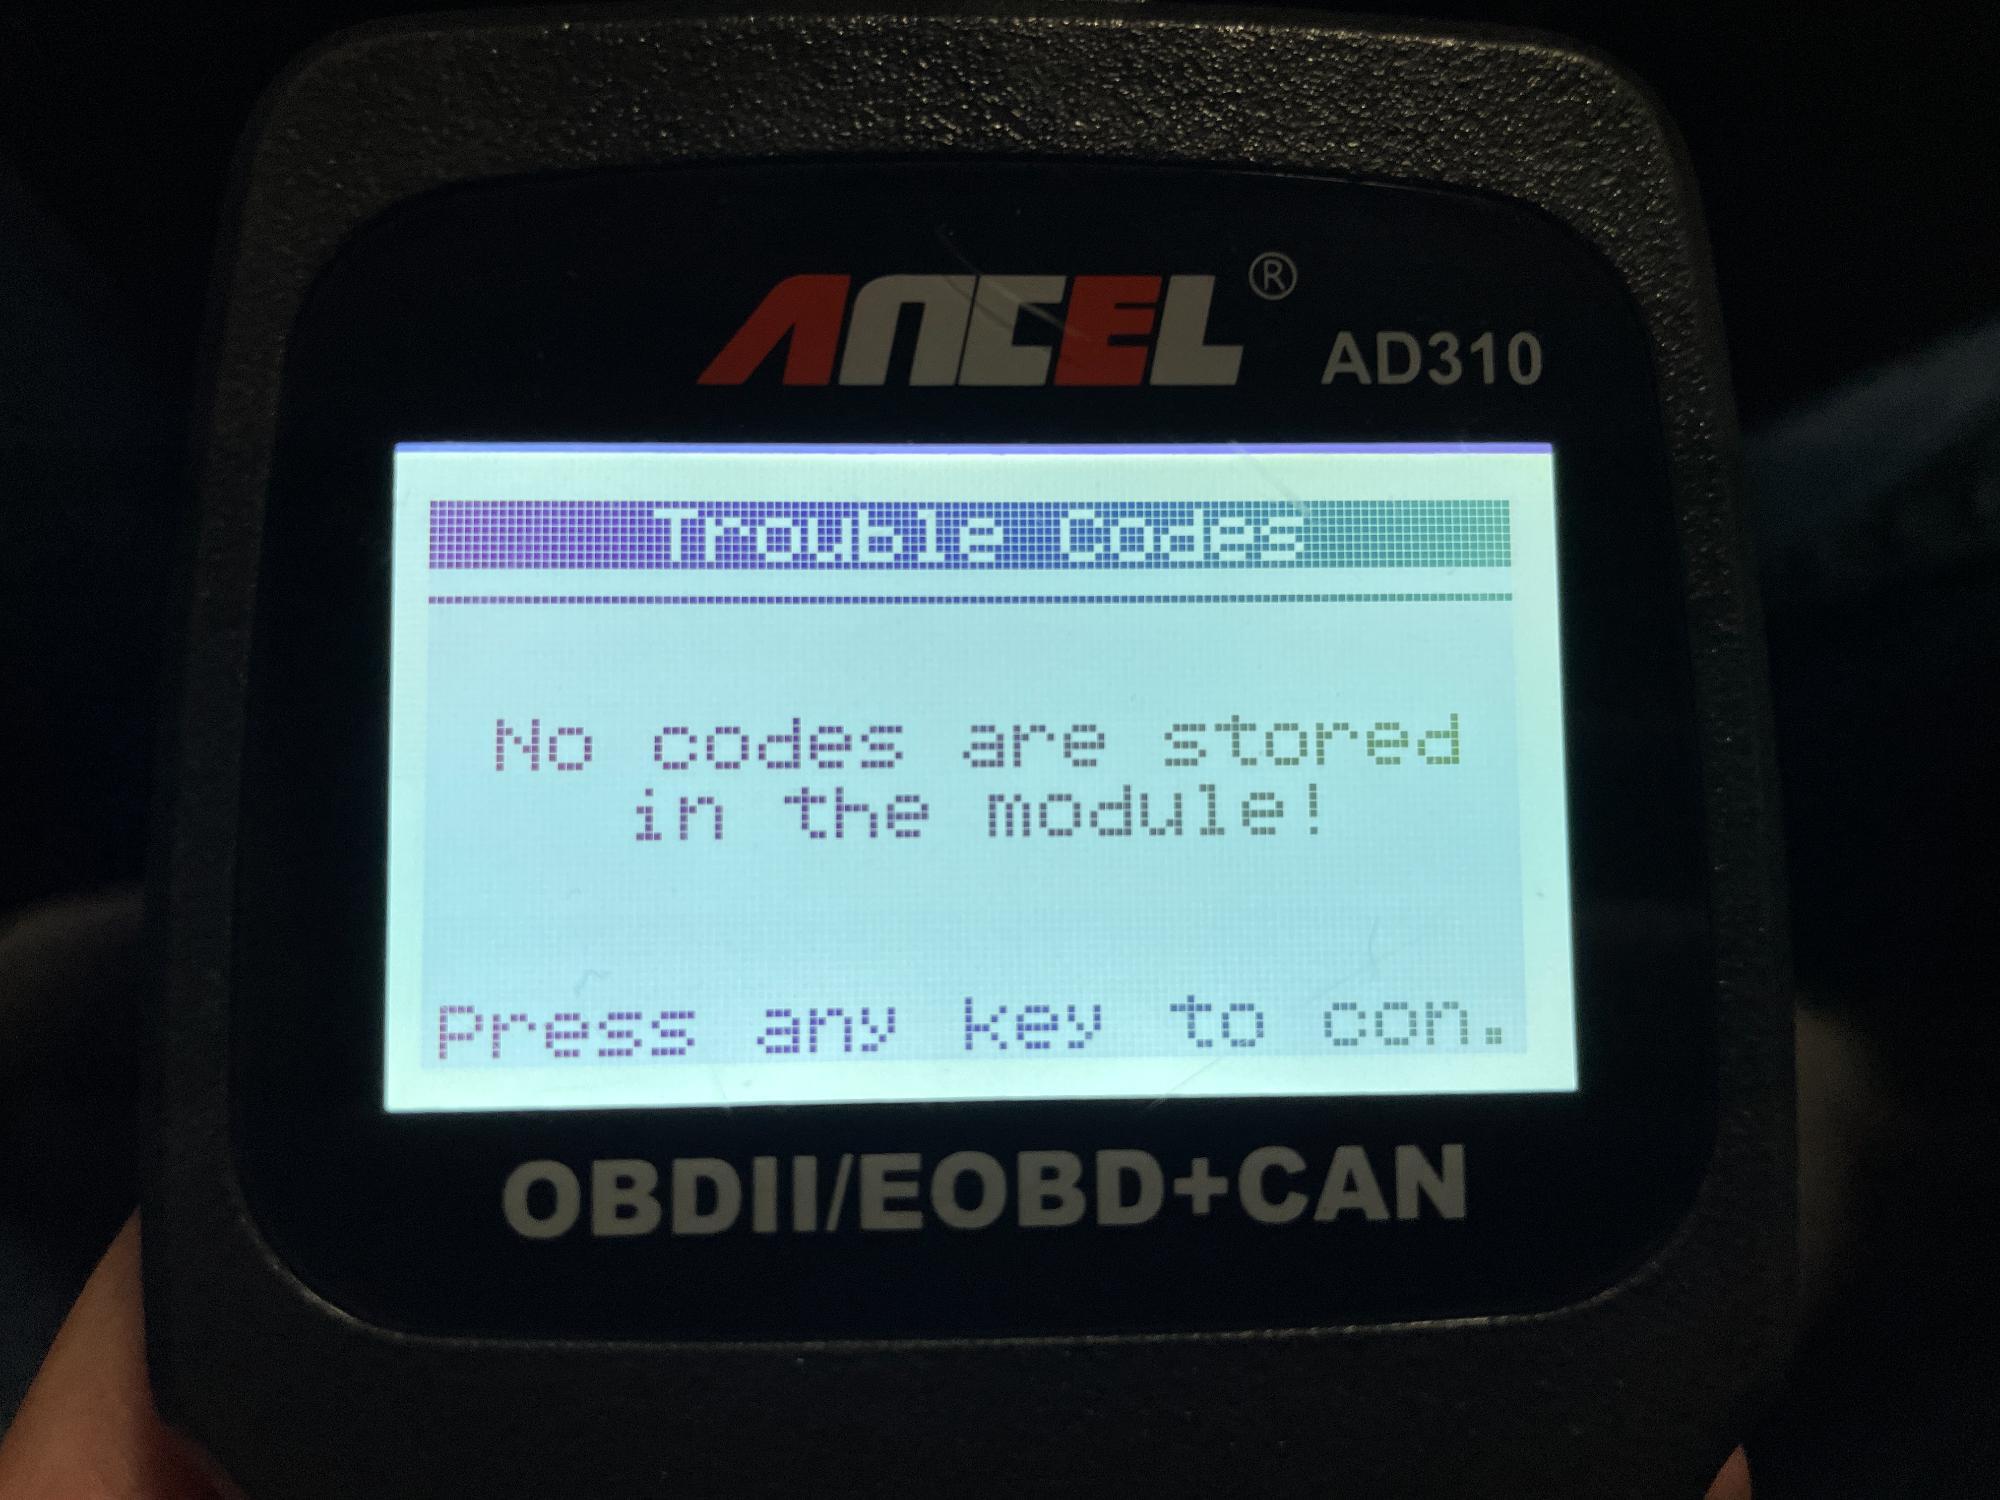 ANCEL®
AD310
Trouble Codes
No codes are stored
in the module!
Press any key to con.
OBDII/EOBD+CAN